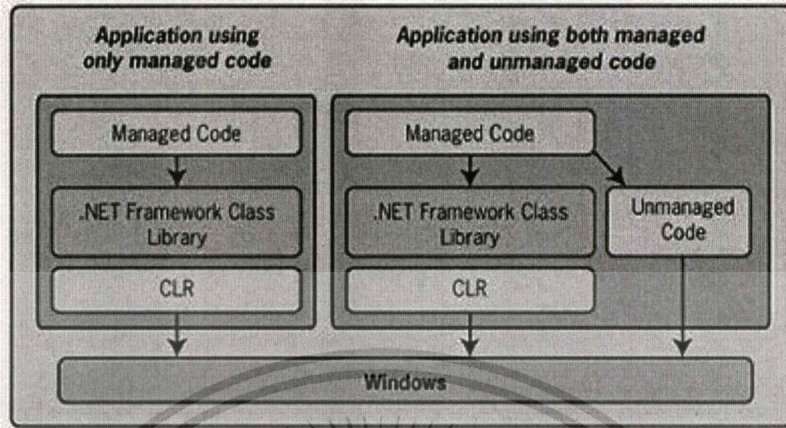 Application using
only managed code
Application using both managed
and unmanaged code
Managed Code
.NET Framework Class
Library
CLR
Managed Code
.NET Framework Class
Library
CLR
Unmanaged
Code
Windows